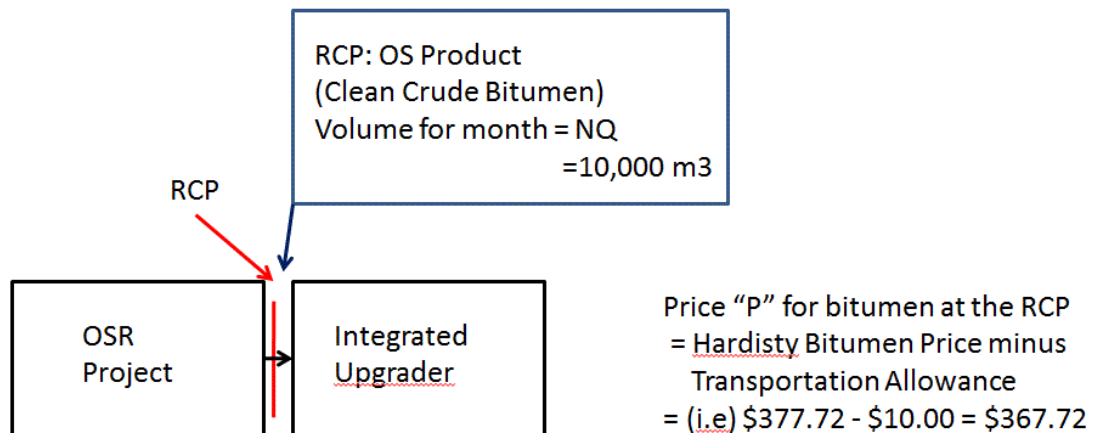 RCP: OS Product
(Clean Crude Bitumen)
Volume for month = NQ
=10,000 m3
RCP
OSR
Project
Integrated
Upgrader
Price “P” for bitumen at the RCP
= Hardisty Bitumen Price minus
Transportation Allowance
= (i.e) $377.72 - $10.00 = $367.72